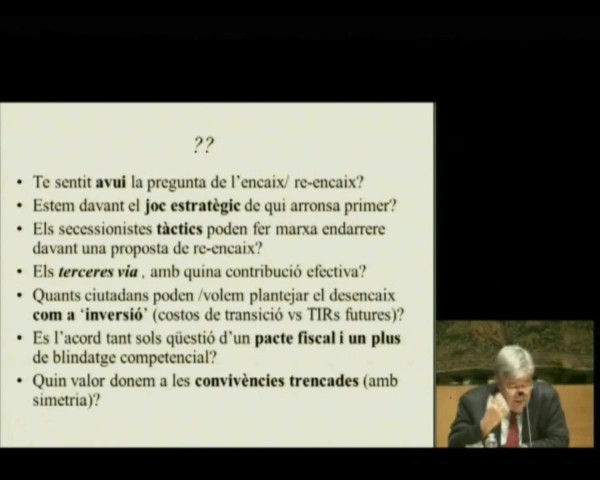 ??
• Te sentit avui la pregunta de l'encaix/ re-encaix?
• Estem davant el joc estratègic de qui arronsa primer?
• Els secessionistes tàctics poden fer marxa endarrere
davant una proposta de re-encaix?
• Els terceres via , amb quina contribució efectiva?
• Quants ciutadans poden /volem plantejar el desencaix
com a 'inversió' (costos de transició vs TIRs futures)?
• Es l'acord tant sols qüestió d'un pacte fiscal i un plus
de blindatge competencial?
• Quin valor donem a les convivències trencades (amb
simetria)?